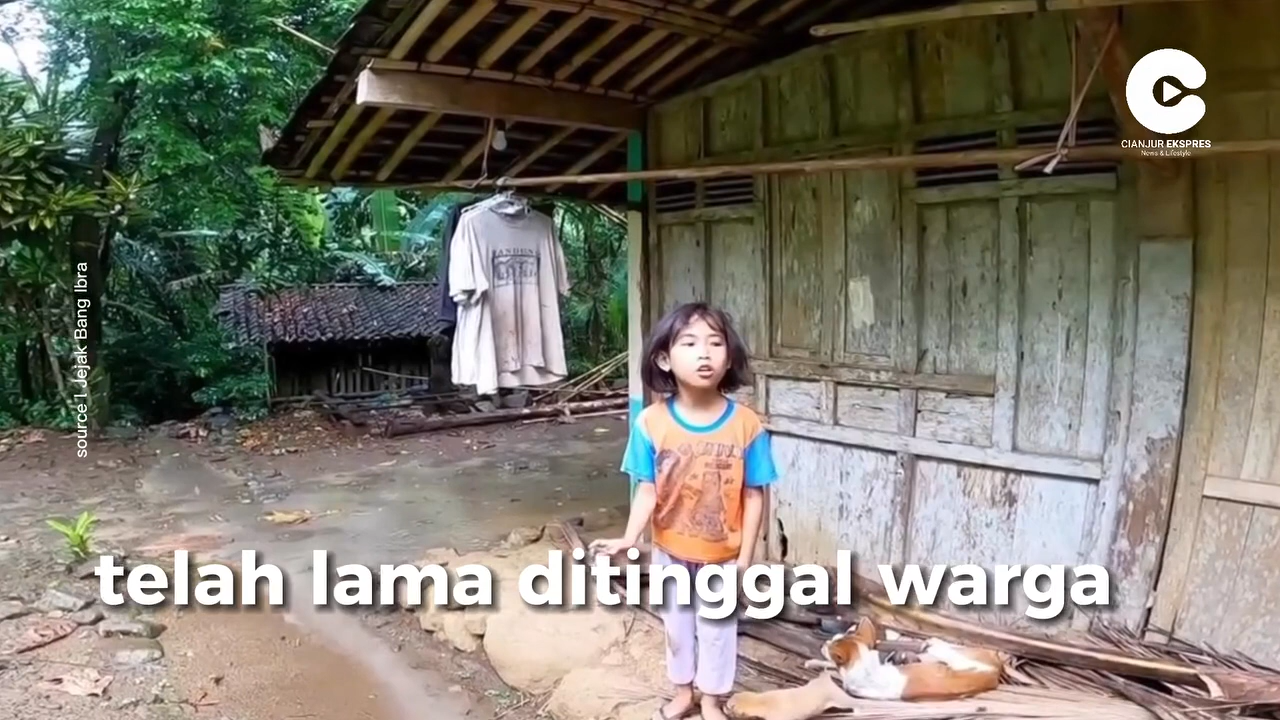 CIANJUR EKSPRES
News & Lifestyle
source I Jejak Bang Ibra
telah lama ditinggal warga